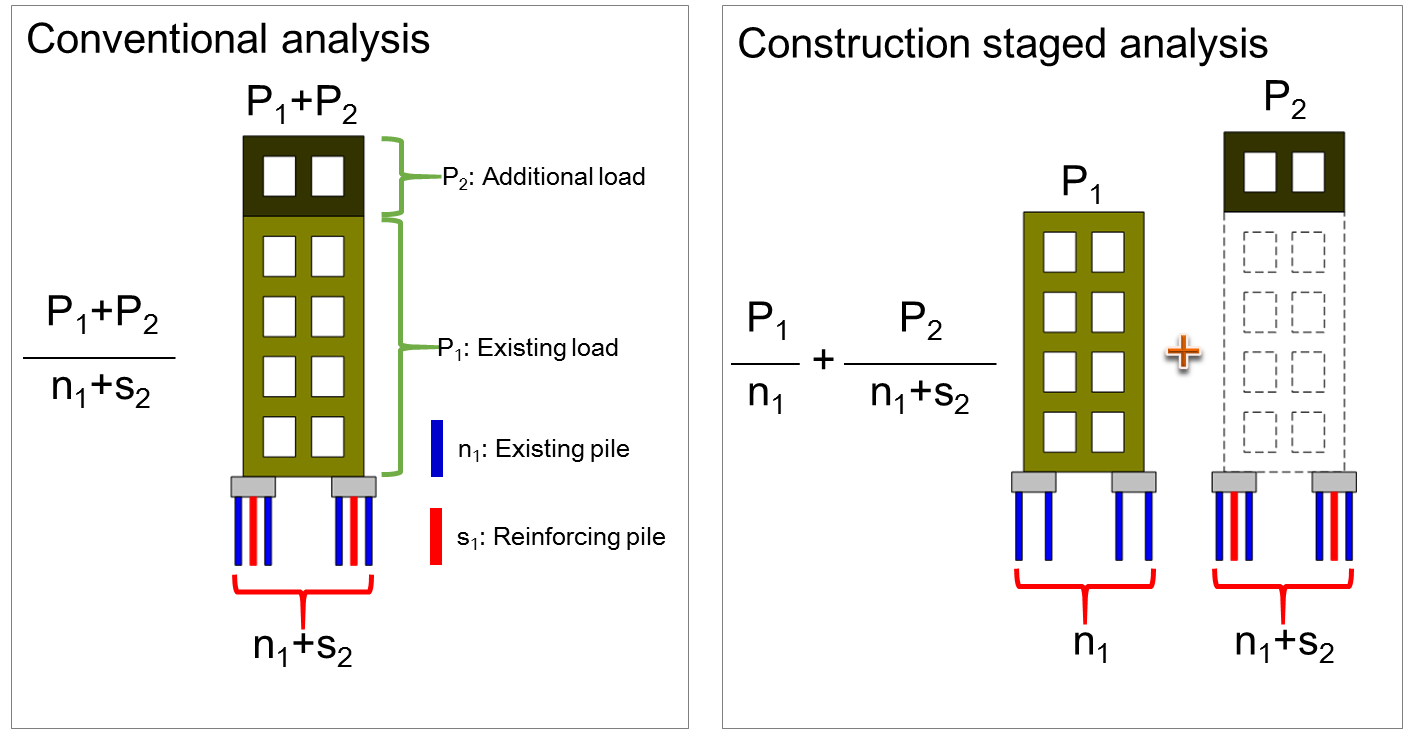 Conventional analysis
P₁+P₂
P₂: Additional load
P₁+P₂
n₁+s₂
P₁: Existing load
n₁: Existing pile
s₁: Reinforcing pile
n₁+s₂
Construction staged analysis
P₂
P₁
P₁
n₁
+
P₂
n₁+s₂
+
n₁
n₁+s₂